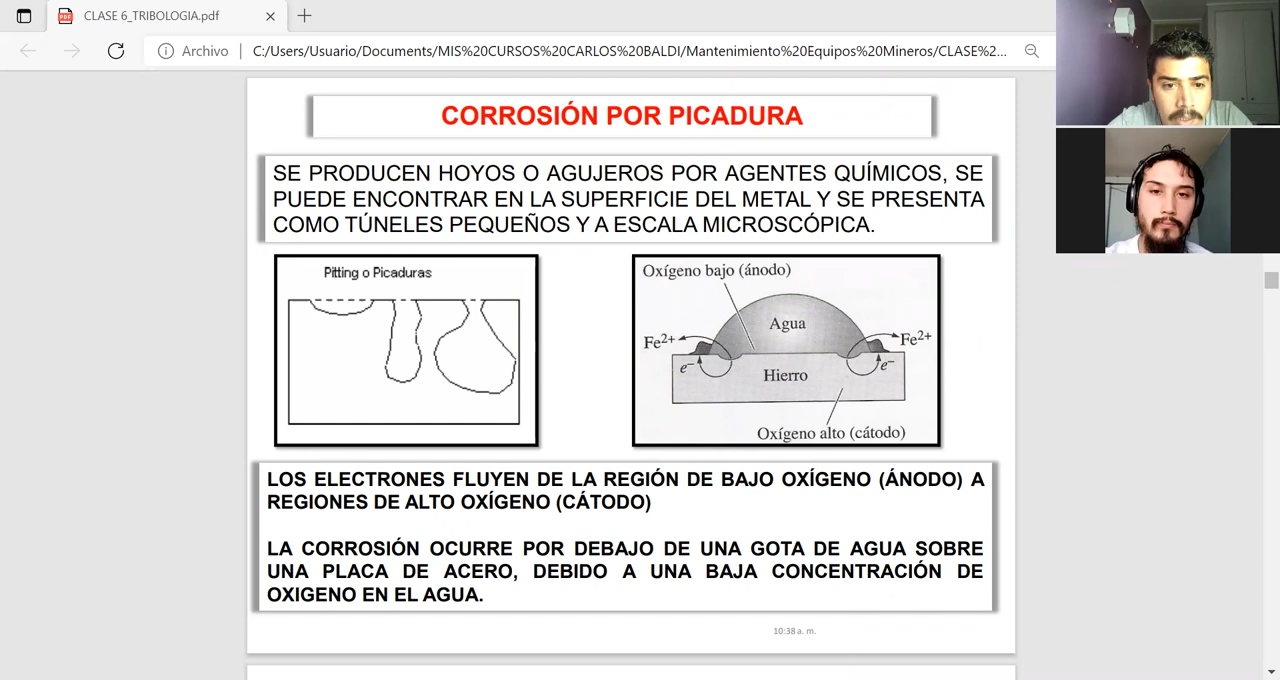 CLASE 6_TRIBOLOGIA.pdf
Archivo
C:/Users/Usuario/Documents/MIS%20CURSOS%20CARLOS%20BALDI/Mantenimiento%20Equipos%20Mineros/CLASE%2...
CORROSIÓN POR PICADURA
SE PRODUCEN HOYOS O AGUJEROS POR AGENTES QUÍMICOS, SE
PUEDE ENCONTRAR EN LA SUPERFICIE DEL METAL Y SE PRESENTA
COMO TÚNELES PEQUEÑOS Y A ESCALA MICROSCÓPICA.
Pitting o Picaduras
Oxígeno bajo (ánodo)
Agua
Fe2+
Fe2+
e−
e−
Hierro
Oxígeno alto (cátodo)
LOS ELECTRONES FLUYEN DE LA REGIÓN DE BAJO OXÍGENO (ÁNODO) A
REGIONES DE ALTO OXÍGENO (CÁTODO)
LA CORROSIÓN OCURRE POR DEBAJO DE UNA GOTA DE AGUA SOBRE
UNA PLACA DE ACERO, DEBIDO A UNA BAJA CONCENTRACIÓN DE
OXIGENO EN EL AGUA.
10:38 a. m.